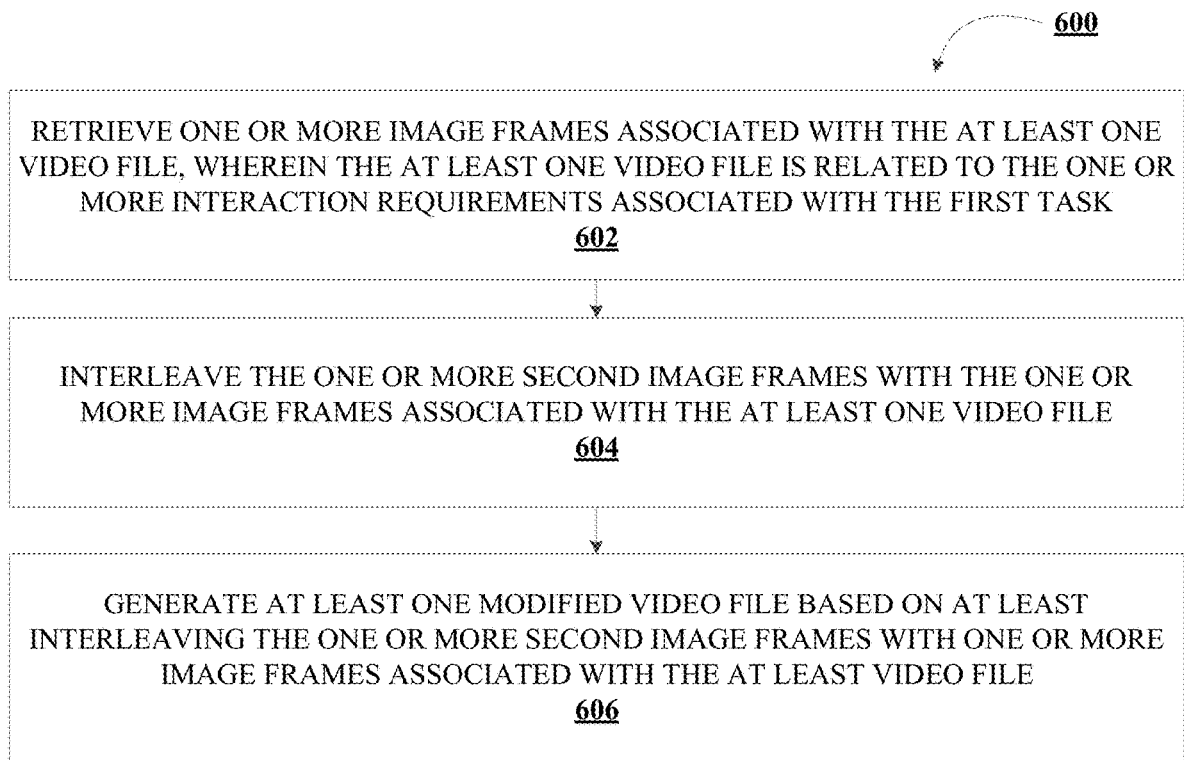 600
RETRIEVE ONE OR MORE IMAGE FRAMES ASSOCIATED WITH THE AT LEAST ONE
VIDEO FILE, WHEREIN THE AT LEAST ONE VIDEO FILE IS RELATED TO THE ONE OR
MORE INTERACTION REQUIREMENTS ASSOCIATED WITH THE FIRST TASK
602
INTERLEAVE THE ONE OR MORE SECOND IMAGE FRAMES WITH THE ONE OR
MORE IMAGE FRAMES ASSOCIATED WITH THE AT LEAST ONE VIDEO FILE
604
GENERATE AT LEAST ONE MODIFIED VIDEO FILE BASED ON AT LEAST
INTERLEAVING THE ONE OR MORE SECOND IMAGE FRAMES WITH ONE OR MORE
IMAGE FRAMES ASSOCIATED WITH THE AT LEAST VIDEO FILE
606